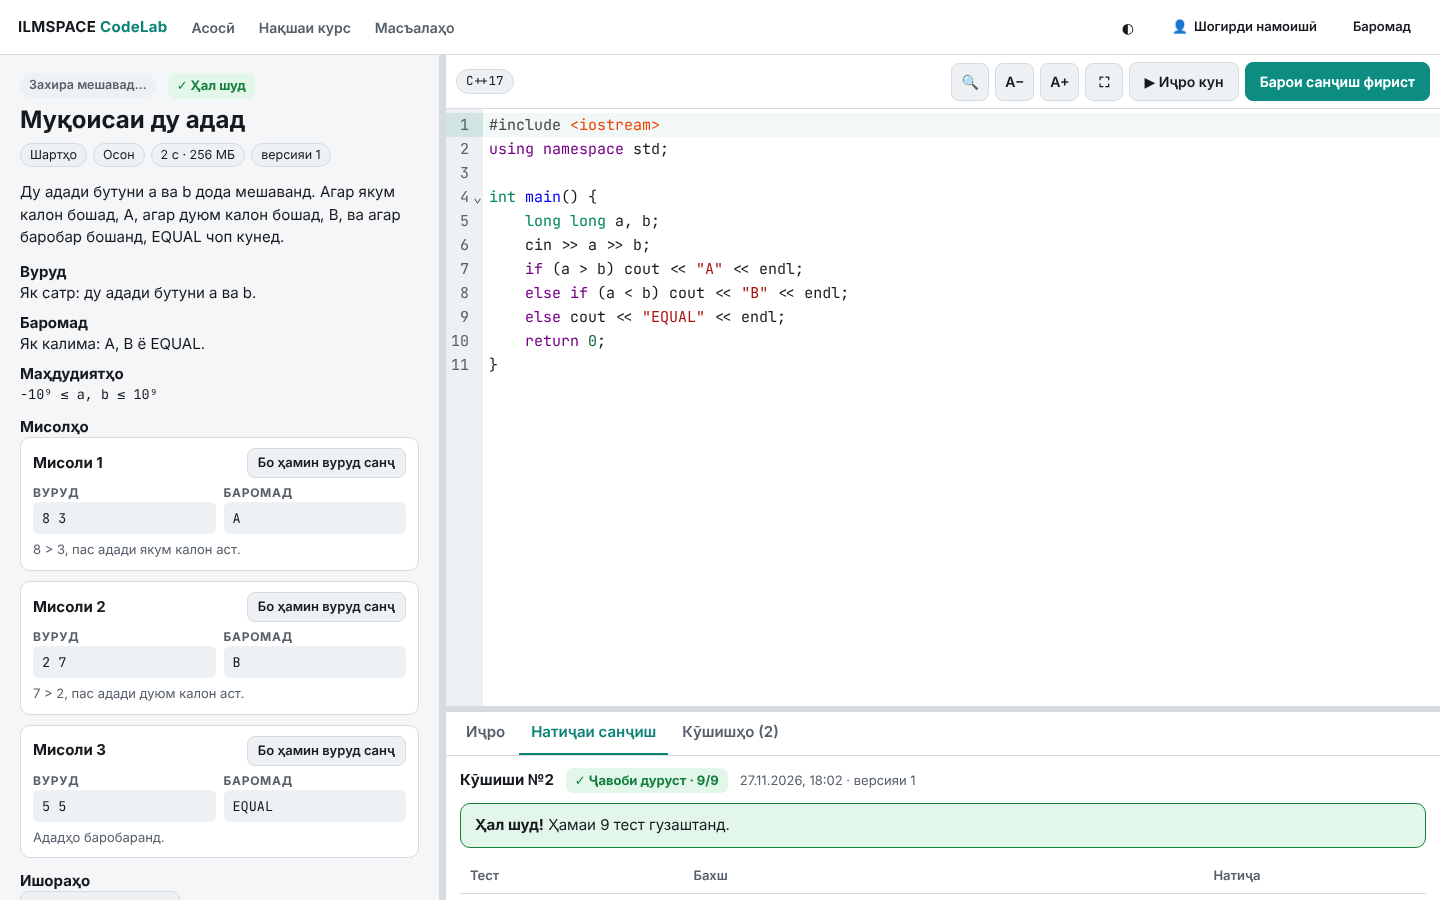 ILMSPACE CodeLab
Асосӣ
Нақшаи курс
Масъалаҳо
👤 Шогирди намоишӣ
Баромад
Захира мешавад...
✓ Ҳал шуд
Муқоисаи ду адад
Шартҳо
Осон
2 с · 256 МБ
версияи 1
Ду адади бутуни a ва b дода мешаванд. Агар якум
калон бошад, A, агар дуюм калон бошад, B, ва агар
баробар бошанд, EQUAL чоп кунед.
Вуруд
Як сатр: ду адади бутуни a ва b.
Баромад
Як калима: A, B ё EQUAL.
Маҳдудиятҳо
-10⁹ ≤ a, b ≤ 10⁹
Мисолҳо
Мисоли 1
Бо ҳамин вуруд санҷ
ВУРУД
БАРОМАД
8 3
A
8 > 3, пас адади якум калон аст.
Мисоли 2
Бо ҳамин вуруд санҷ
ВУРУД
БАРОМАД
2 7
B
7 > 2, пас адади дуюм калон аст.
Мисоли 3
Бо ҳамин вуруд санҷ
ВУРУД
БАРОМАД
5 5
EQUAL
Ададҳо баробаранд.
Ишораҳо
C++17
A−
A+
▶ Иҷро кун
Барои санҷиш фирист
1 #include <iostream>
2 using namespace std;
3
4 int main() {
5     long long a, b;
6     cin >> a >> b;
7     if (a > b) cout << "A" << endl;
8     else if (a < b) cout << "B" << endl;
9     else cout << "EQUAL" << endl;
10     return 0;
11 }
Иҷро
Натиҷаи санҷиш
Кӯшишҳо (2)
Кӯшиши №2
✓ Ҷавоби дуруст · 9/9
27.11.2026, 18:02 · версияи 1
Ҳал шуд! Ҳамаи 9 тест гузаштанд.
Тест
Бахш
Натиҷа